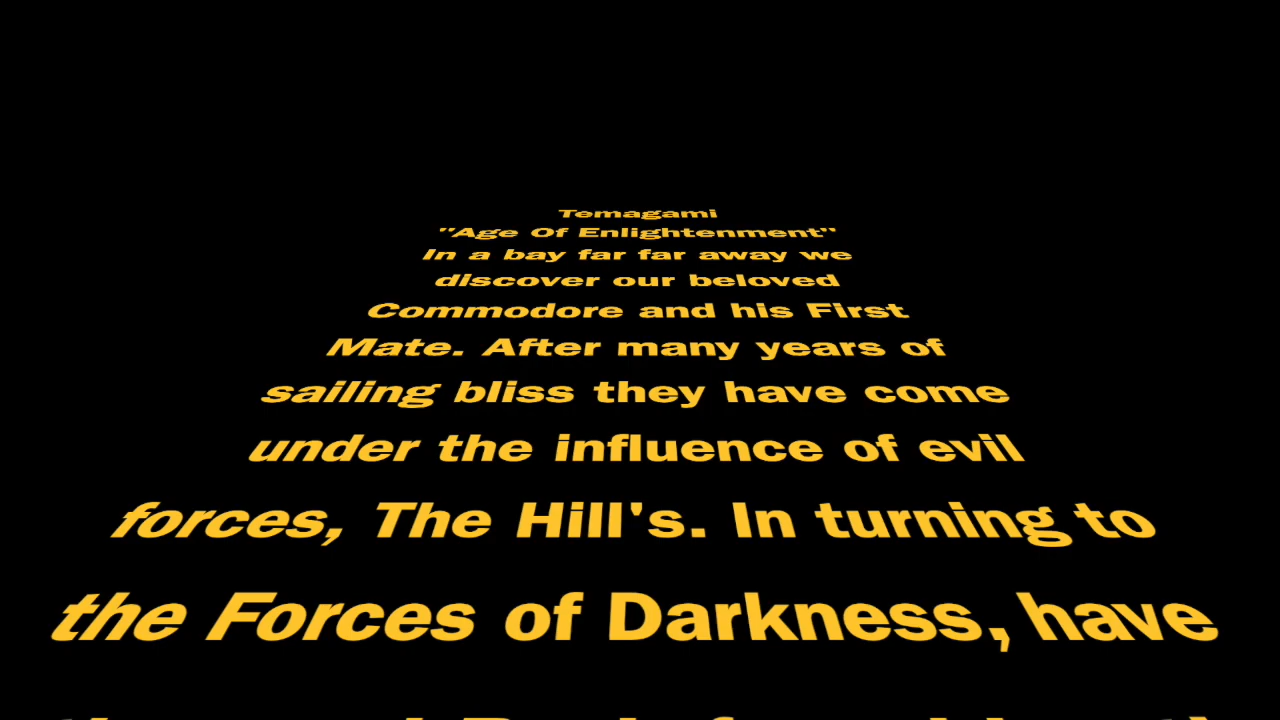 Temagami
"Age Of Enlightenment"
In a bay far far away we
discover our beloved
Commodore and his First
Mate. After many years of
sailing bliss they have come
under the influence of evil
forces, The Hill's. In turning to
the Forces of Darkness, have